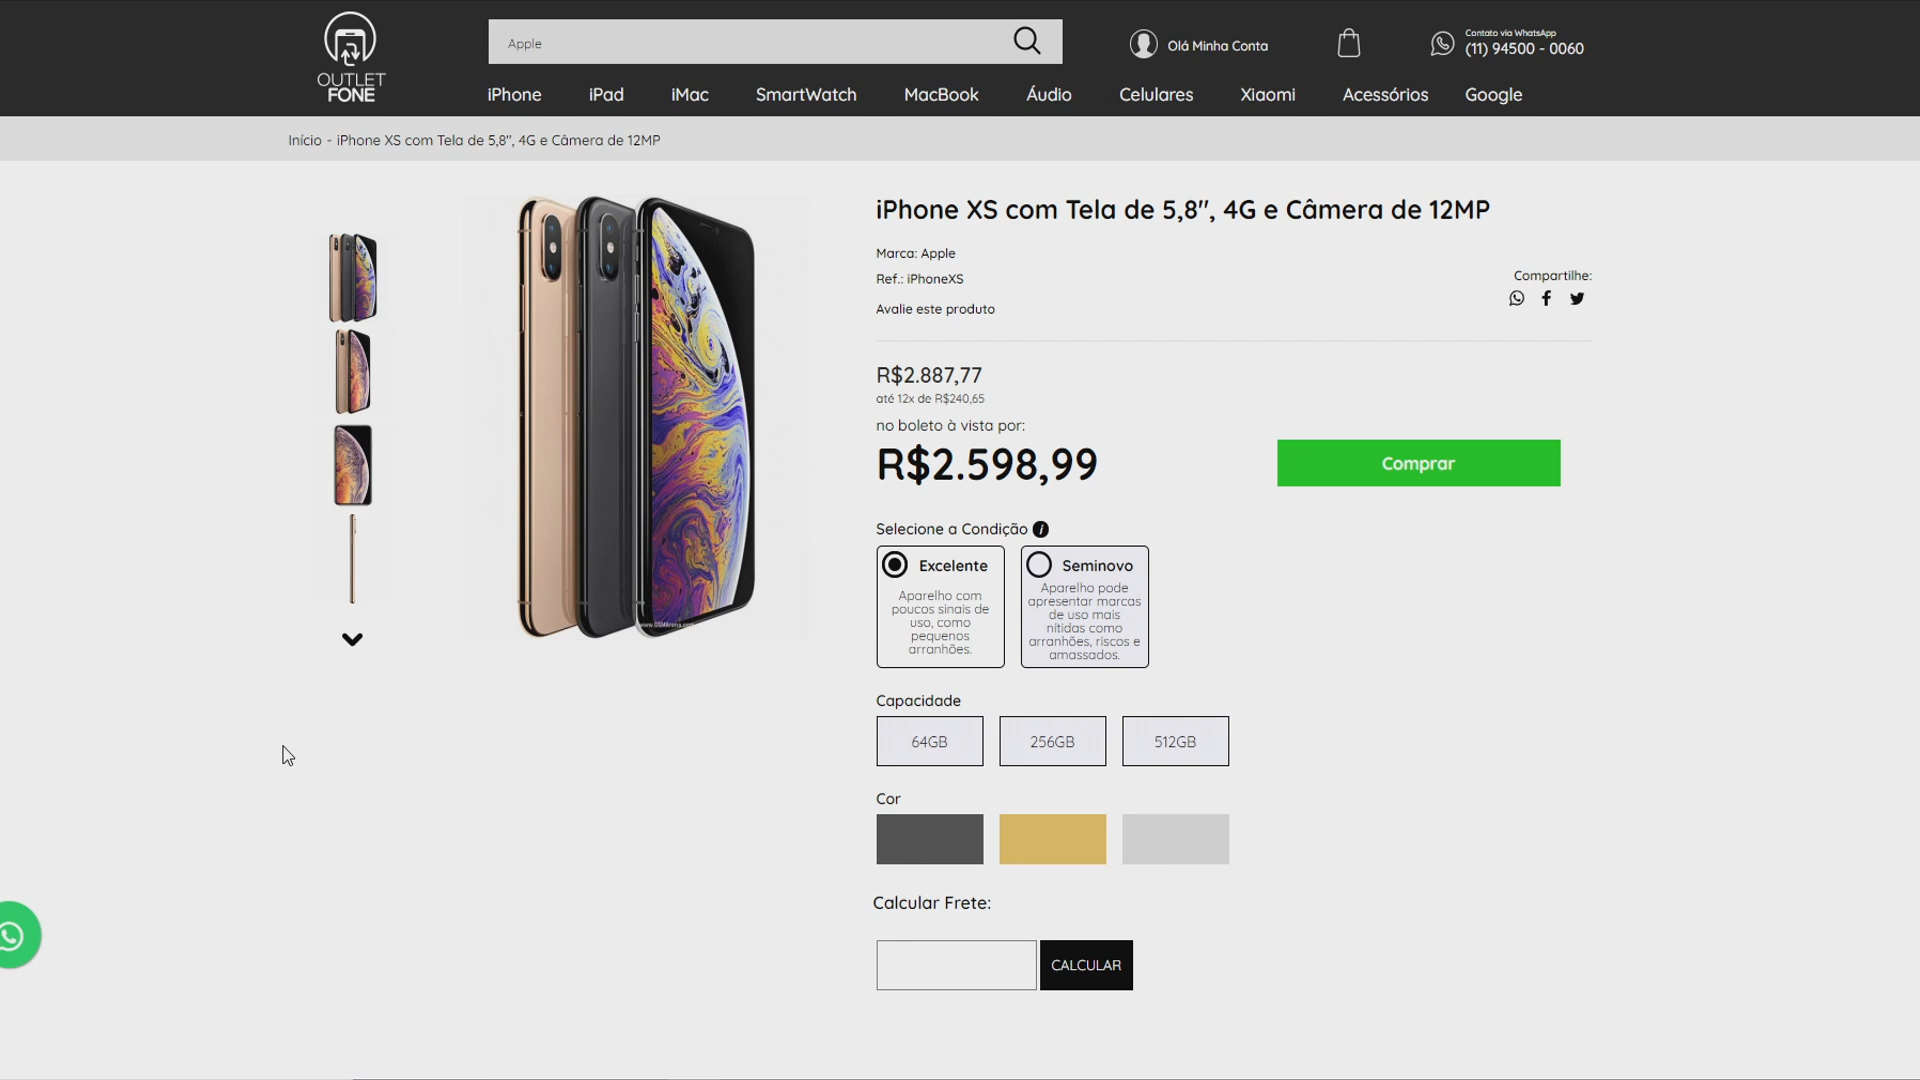 OUTLET
FONE
Apple
Olá Minha Conta
Contato via WhatsApp
(11) 94500 - 0060
iPhone
iPad
iMac
SmartWatch
MacBook
Áudio
Celulares
Xiaomi
Acessórios
Google
Início - iPhone XS com Tela de 5,8", 4G e Câmera de 12MP
iPhone XS com Tela de 5,8", 4G e Câmera de 12MP
Marca: Apple
Ref.: iPhoneXS
Avalie este produto
Compartilhe:
R$2.887,77
até 12x de R$240,65
no boleto à vista por:
R$2.598,99
Comprar
Selecione a Condição i
Excelente
Aparelho com
poucos sinais de
uso, como
pequenos
arranhões.
Seminovo
Aparelho pode
apresentar marcas
de uso mais
nítidas como
arranhões, riscos e
amassados.
www.GSMArena.com
Capacidade
64GB
256GB
512GB
Cor
Calcular Frete:
CALCULAR